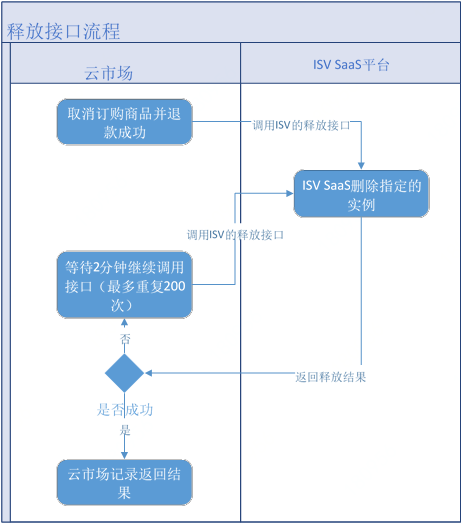 释放接口流程
云市场
ISV SaaS平台
取消订购商品并退
款成功
调用ISV的释放接口
ISV SaaS删除指定的
实例
调用ISV的释放接口
等待2分钟继续调用
接口（最多重复200
次）
否
返回释放结果
是否成功
是
云市场记录返回结
果